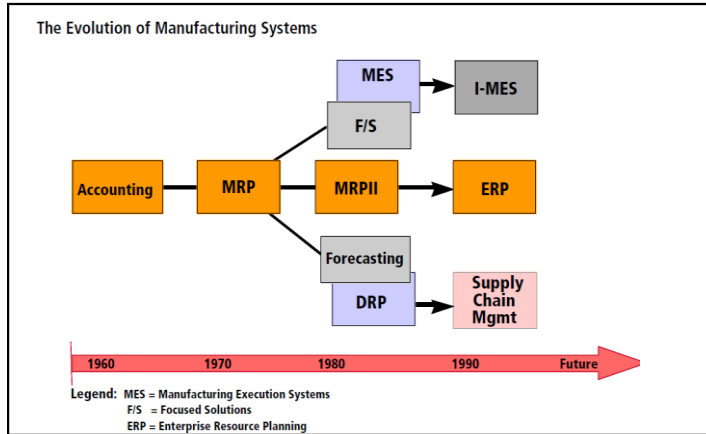 The Evolution of Manufacturing Systems
MES
I-MES
F/S
Accounting
MRP
MRPII
ERP
Forecasting
DRP
Supply
Chain
Mgmt
1960 1970 1980 1990 Future
Legend: MES = Manufacturing Execution Systems
F/S = Focused Solutions
ERP = Enterprise Resource Planning